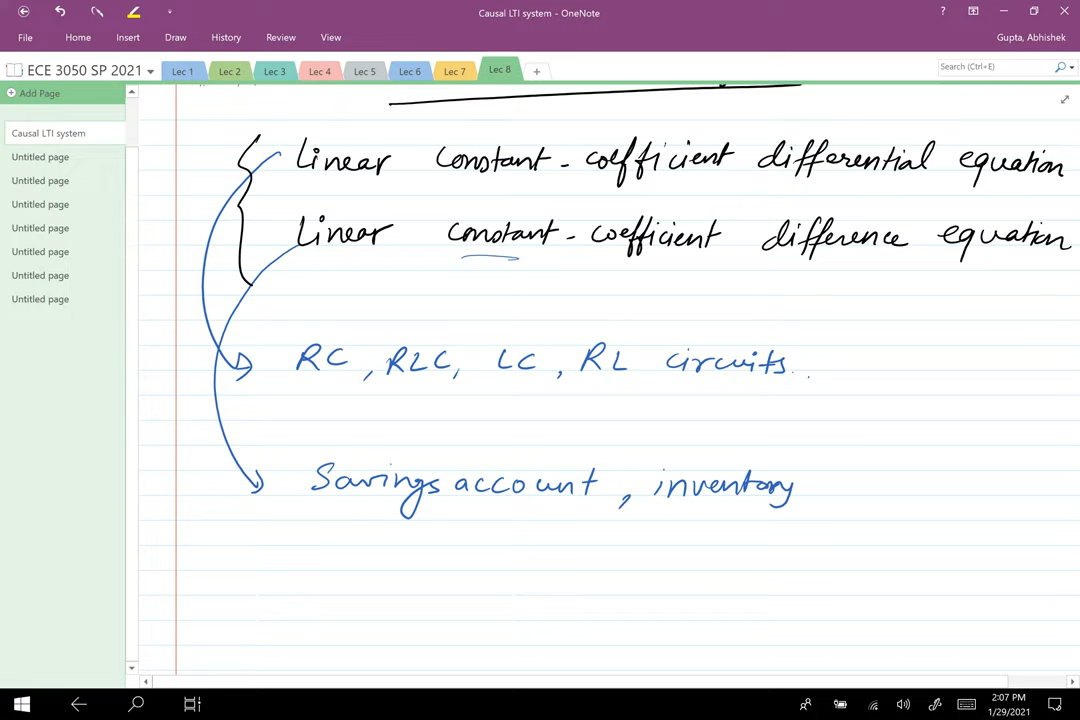 Causal LTI system - OneNote
?
File Home Insert Draw History Review View
Gupta, Abhishek
ECE 3050 SP 2021
Lec 1 Lec 2 Lec 3 Lec 4 Lec 5 Lec 6 Lec 7 Lec 8 +
Search (Ctrl+E)
Add Page
Causal LTI system
Untitled page
Untitled page
Untitled page
Untitled page
Untitled page
Untitled page
Untitled page
Linear constant-coefficient differential equation
Linear constant-coefficient difference equation
RC, RLC, LC, RL circuits..
Savings account, inventory
2:07 PM
1/29/2021